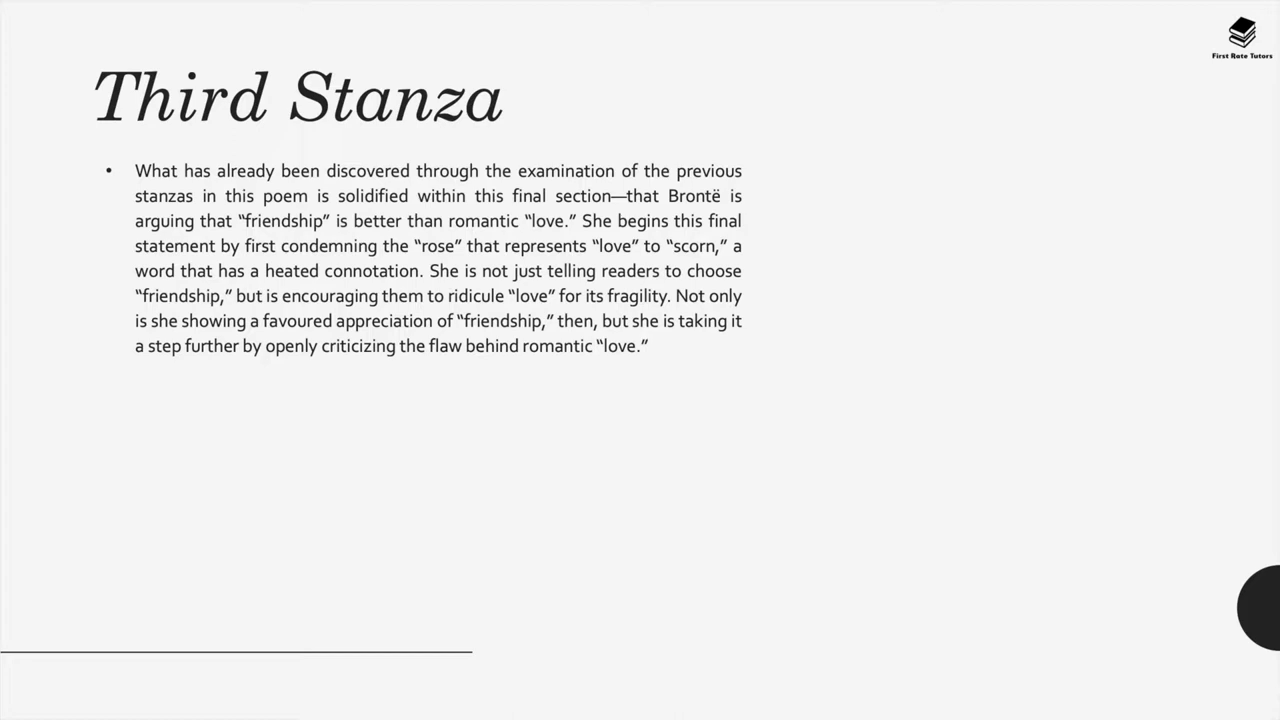 First Rate Tutors
Third Stanza
• What has already been discovered through the examination of the previous
stanzas in this poem is solidified within this final section—that Brontë is
arguing that “friendship” is better than romantic “love.” She begins this final
statement by first condemning the “rose” that represents “love” to “scorn,” a
word that has a heated connotation. She is not just telling readers to choose
“friendship,” but is encouraging them to ridicule “love” for its fragility. Not only
is she showing a favoured appreciation of “friendship,” then, but she is taking it
a step further by openly criticizing the flaw behind romantic “love.”